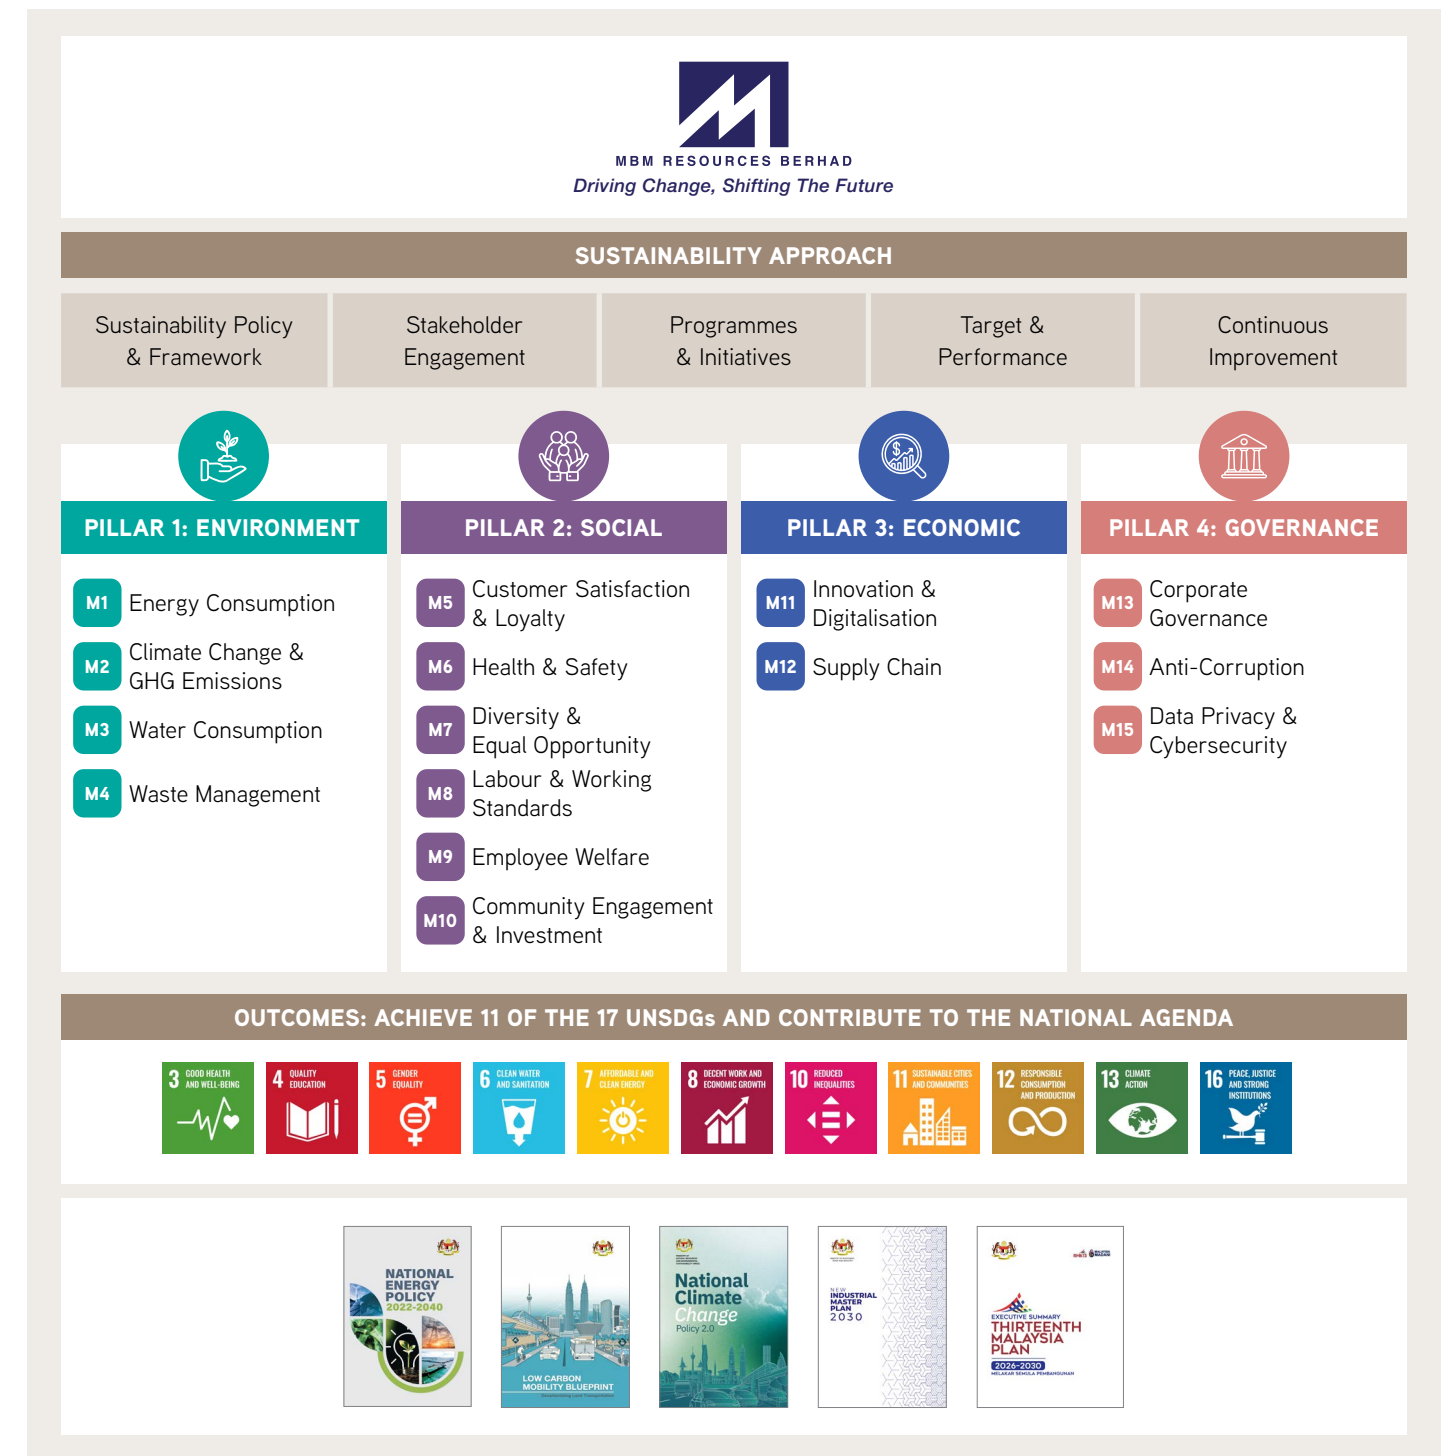 MBM RESOURCES BERHAD
Driving Change, Shifting The Future
SUSTAINABILITY APPROACH
Sustainability Policy
& Framework
Stakeholder
Engagement
Programmes
& Initiatives
Target &
Performance
Continuous
Improvement
PILLAR 1: ENVIRONMENT
M1 Energy Consumption
M2 Climate Change &
GHG Emissions
M3 Water Consumption
M4 Waste Management
PILLAR 2: SOCIAL
M5 Customer Satisfaction
& Loyalty
M6 Health & Safety
M7 Diversity &
Equal Opportunity
M8 Labour & Working
Standards
M9 Employee Welfare
M10 Community Engagement
& Investment
PILLAR 3: ECONOMIC
M11 Innovation &
Digitalisation
M12 Supply Chain
PILLAR 4: GOVERNANCE
M13 Corporate
Governance
M14 Anti-Corruption
M15 Data Privacy &
Cybersecurity
OUTCOMES: ACHIEVE 11 OF THE 17 UNSDGs AND CONTRIBUTE TO THE NATIONAL AGENDA
3 GOOD HEALTH
AND WELL-BEING
4 QUALITY
EDUCATION
5 GENDER
EQUALITY
6 CLEAN WATER
AND SANITATION
7 AFFORDABLE AND
CLEAN ENERGY
8 DECENT WORK AND
ECONOMIC GROWTH
10 REDUCED
INEQUALITIES
11 SUSTAINABLE CITIES
AND COMMUNITIES
12 RESPONSIBLE
CONSUMPTION
AND PRODUCTION
13 CLIMATE
ACTION
16 PEACE, JUSTICE
AND STRONG
INSTITUTIONS
NATIONAL
ENERGY
POLICY
2022-2040
LOW CARBON
MOBILITY BLUEPRINT
National
Climate
Change
Policy 2.0
NEW
INDUSTRIAL
MASTER
PLAN
2030
EXECUTIVE SUMMARY
THIRTEENTH
MALAYSIA
PLAN
2026-2030
MELAKAR SEMULA PEMBANGUNAN